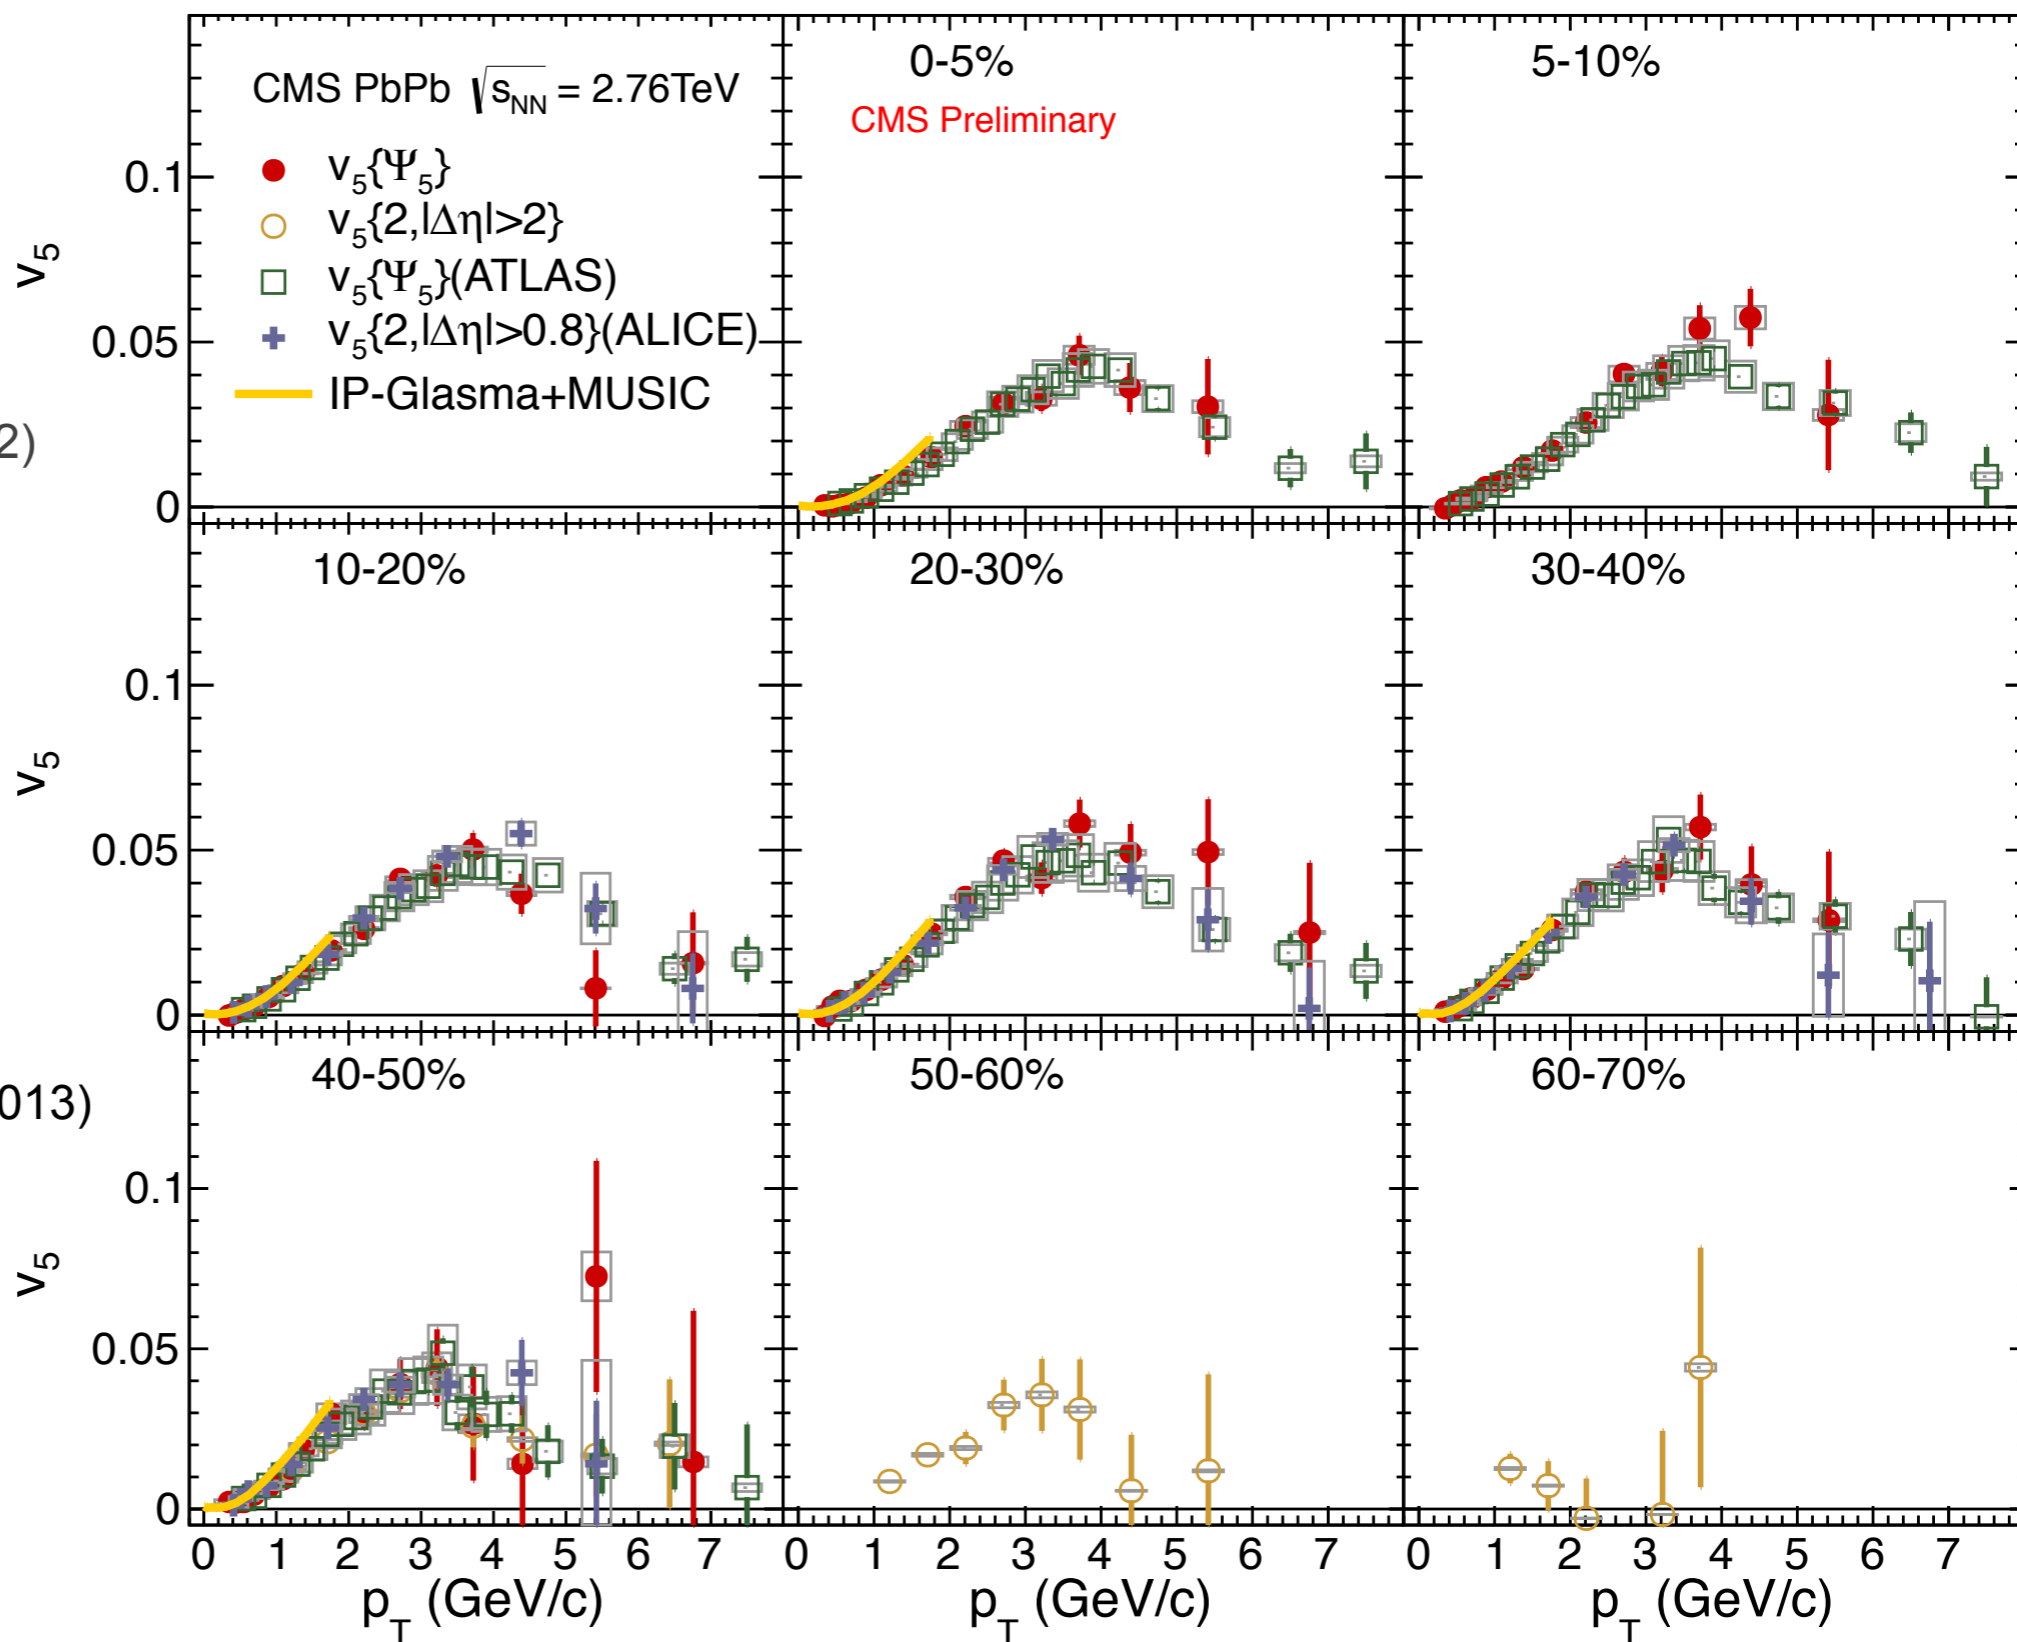 CMS PbPb √sNN = 2.76TeV
v5{Ψ5}
v5{2,|Δη|>2}
v5{Ψ5}(ATLAS)
v5{2,|Δη|>0.8}(ALICE)
IP-Glasma+MUSIC
0-5%
CMS Preliminary
5-10%
0.1
0.05
0
v5
2)
10-20%
20-30%
30-40%
0.1
0.05
0
v5
40-50%
50-60%
60-70%
013)
0.1
0.05
0
v5
0 1 2 3 4 5 6 7
0 1 2 3 4 5 6 7
0 1 2 3 4 5 6 7
pT (GeV/c)
pT (GeV/c)
pT (GeV/c)